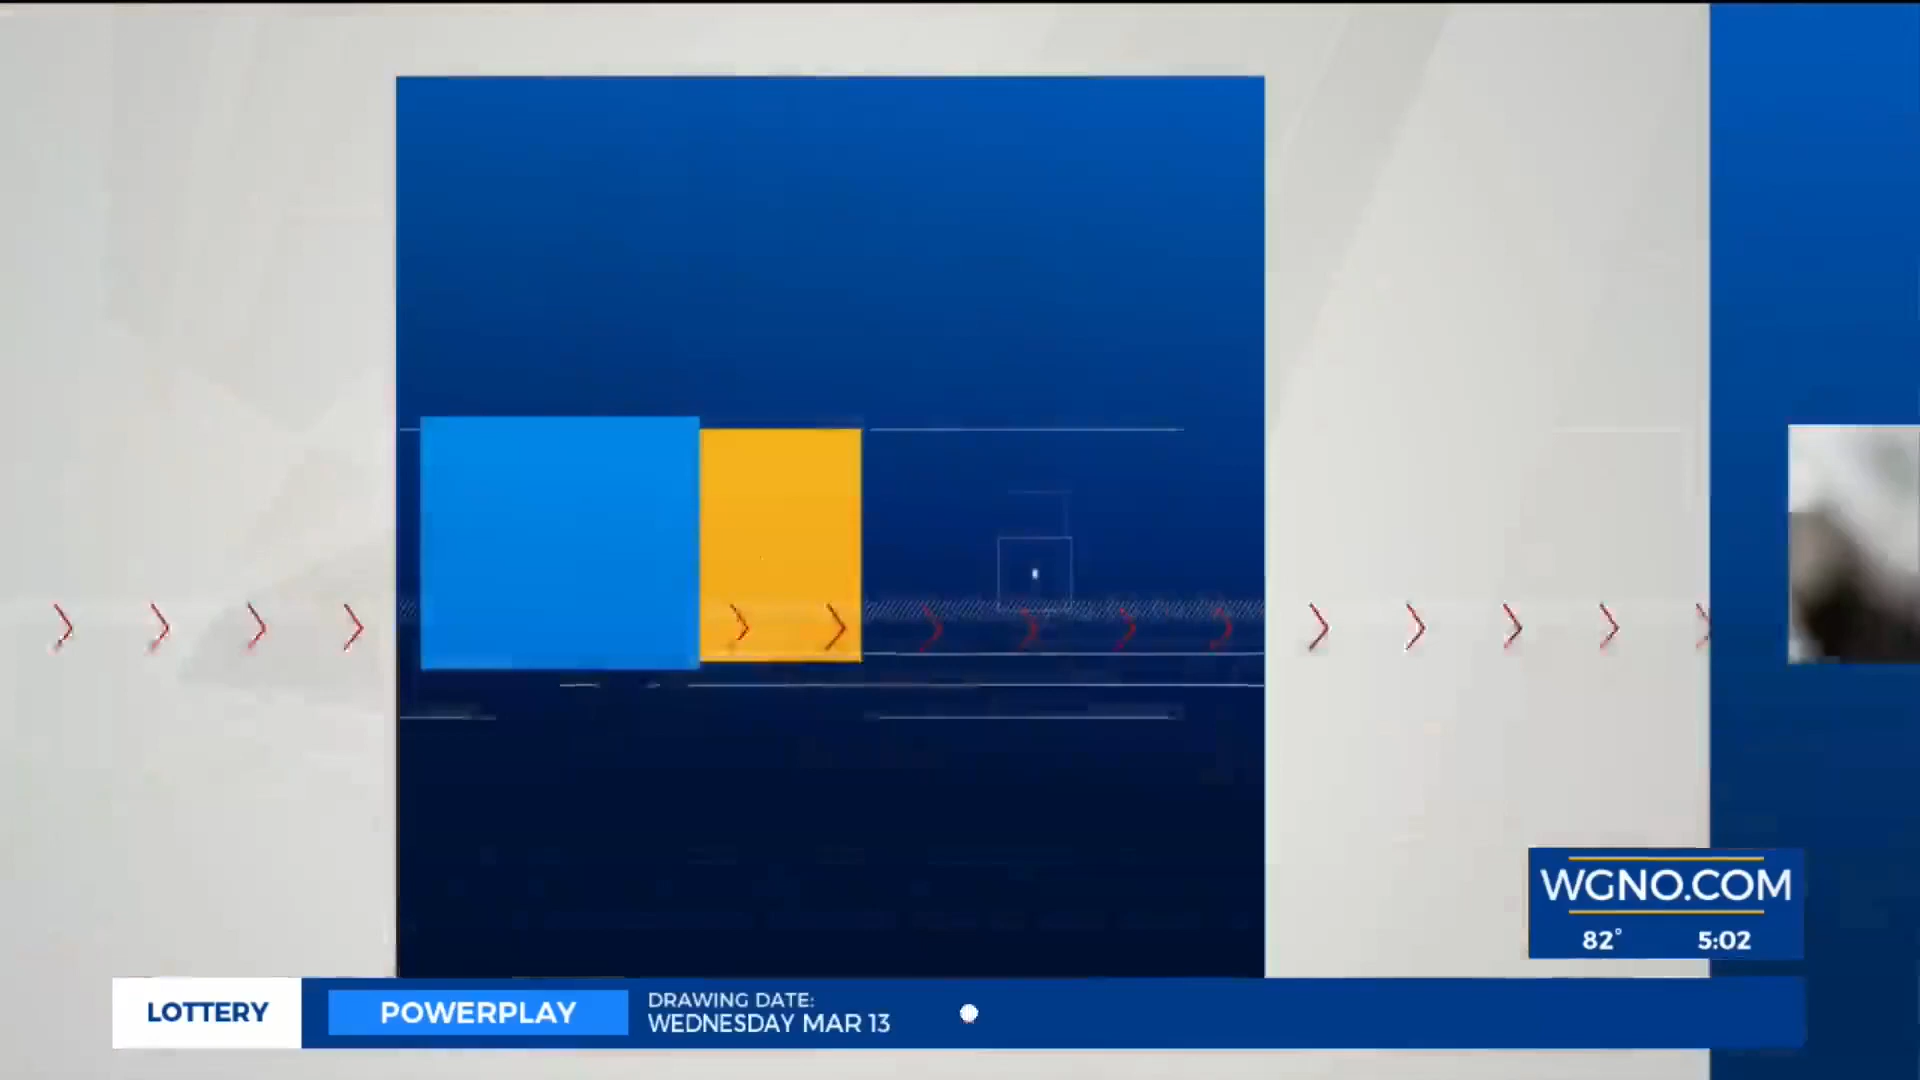 WGNO.COM
82° 5:02
LOTTERY
POWERPLAY
DRAWING DATE:
WEDNESDAY MAR 13